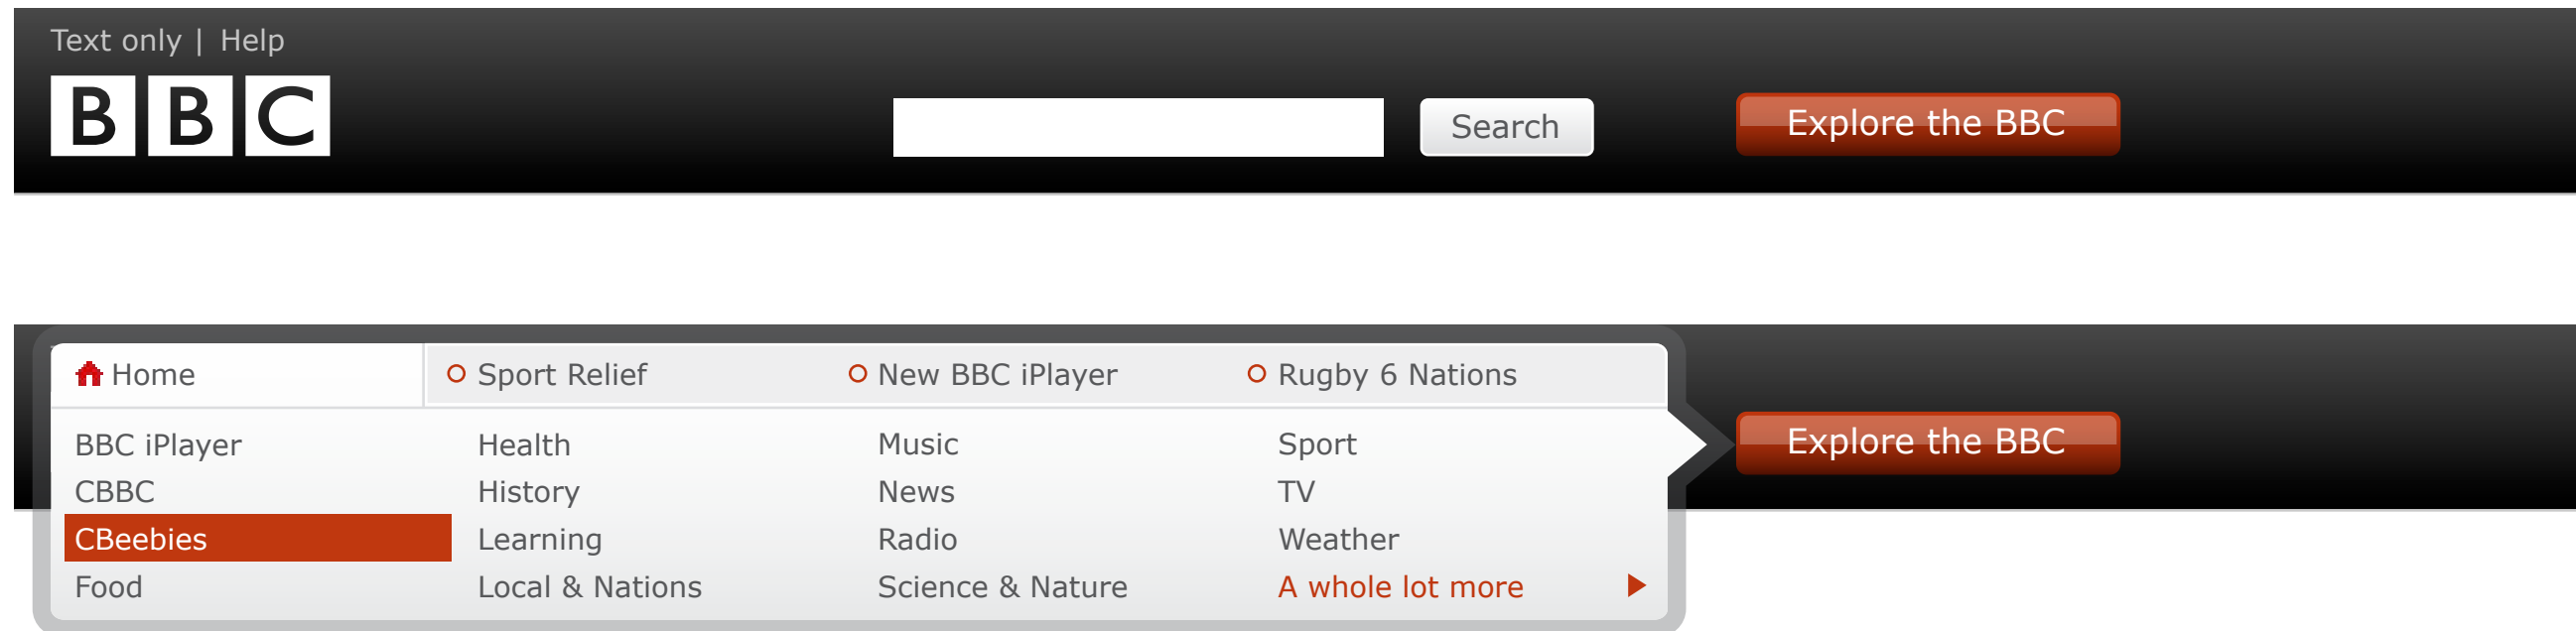 Text only | Help
BBC Search Explore the BBC
Home Sport Relief New BBC iPlayer Rugby 6 Nations
BBC iPlayer Health Music Sport Explore the BBC
CBBC History News TV
CBeebies Learning Radio Weather
Food Local & Nations Science & Nature A whole lot more